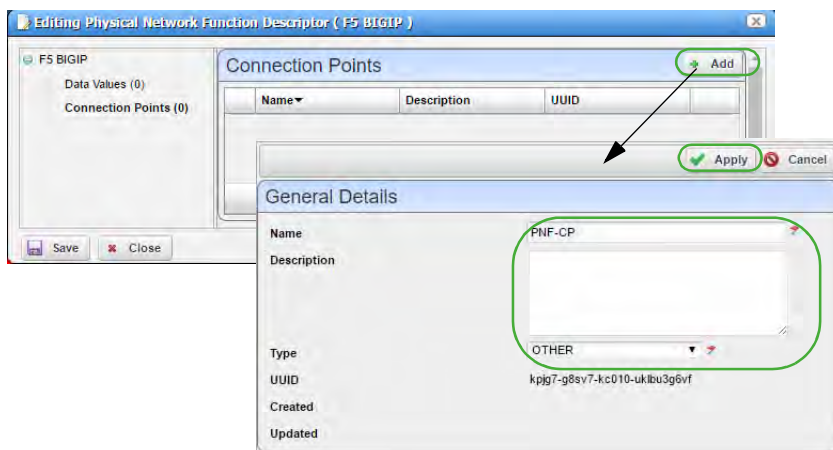 Editing Physical Network Function Descriptor ( F5 BIGIP )
F5 BIGIP
Data Values (0)
Connection Points (0)
Connection Points
Add
Name Description UUID
Apply Cancel
General Details
Name PNF-CP
Description
Type OTHER
UUID kpjg7-g8sv7-kc010-uklbu3g6vf
Created
Updated
Save Close